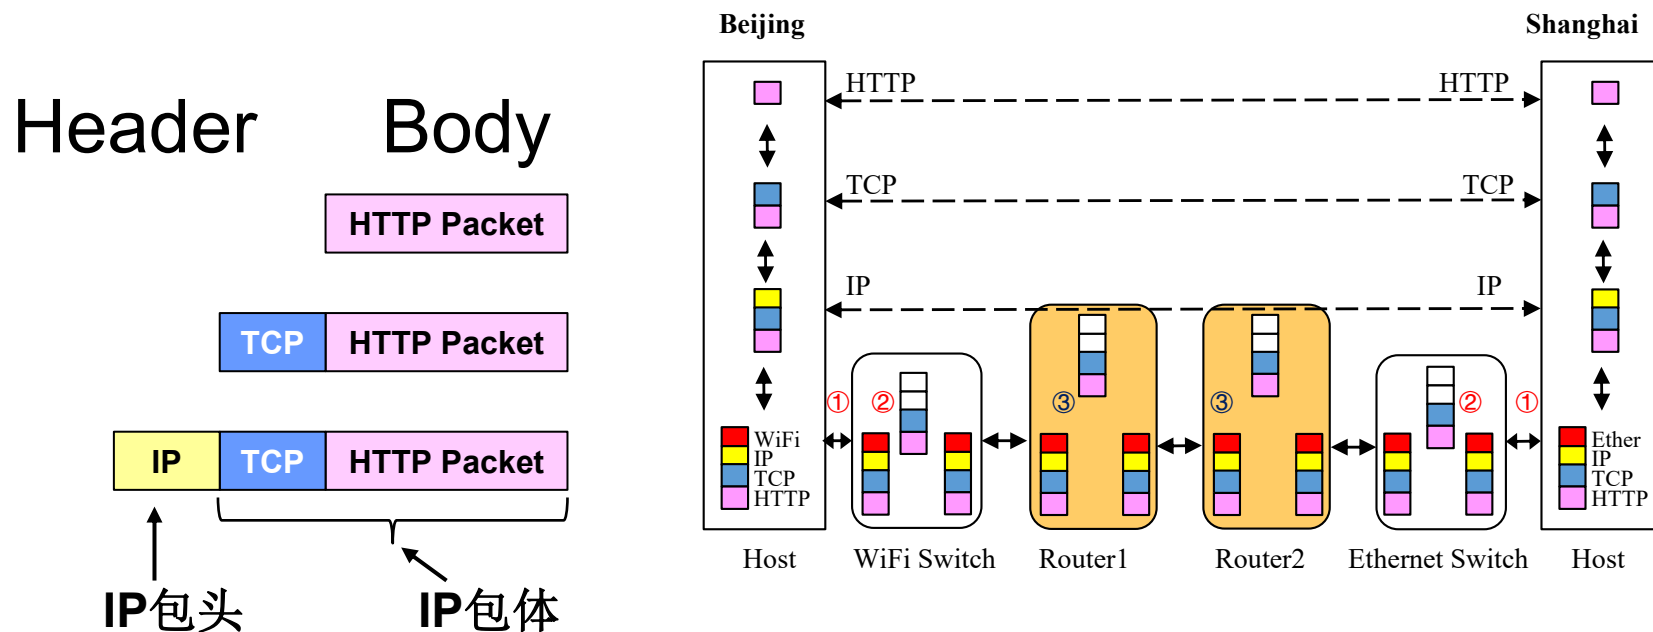 Header Body
HTTP Packet
TCP HTTP Packet
IP TCP HTTP Packet
IP包头 IP包体
Beijing Shanghai
HTTP HTTP
TCP TCP
IP IP
① ② ③ ③ ② ①
WiFi
IP
TCP
HTTP
Ether
IP
TCP
HTTP
Host WiFi Switch Router1 Router2 Ethernet Switch Host